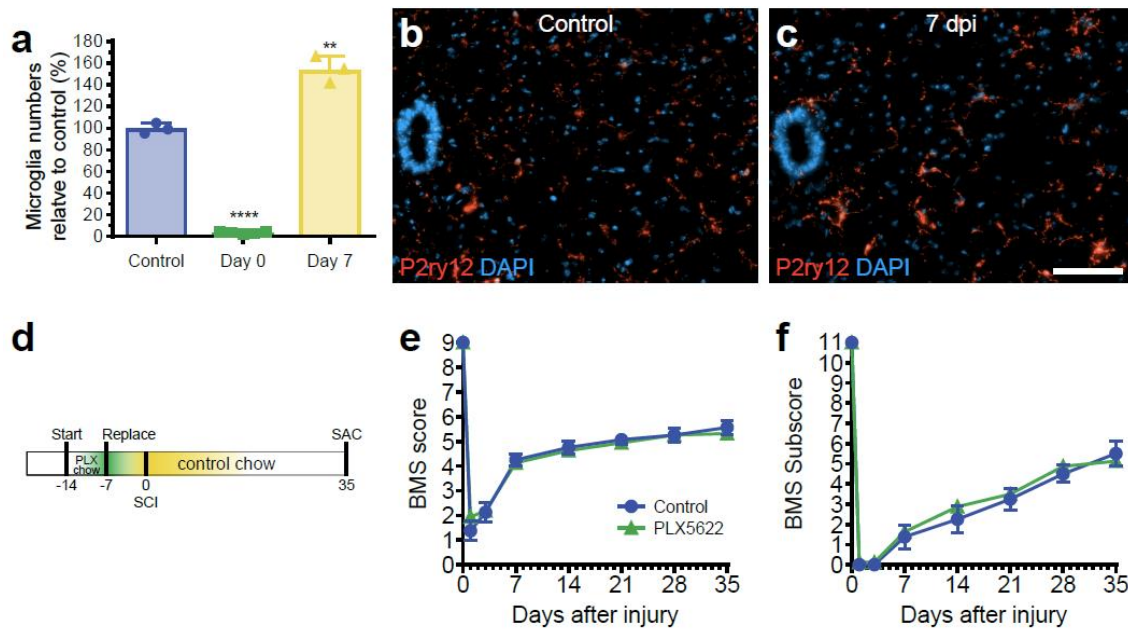 a
Microglia numbers
relatve to control (%)
180
160
140
120
100
80
60
40
20
0
****
**
Control
Day 0
Day 7
b
Control
P2ry12 DAPI
c
7 dpi
P2ry12 DAPI
d
Start
Replace
SAC
PLX
chow
control chow
-14
-7
0
35
SCI
e
BMS score
9
8
7
6
5
4
3
2
1
0
Control
PLX5622
0
7
14
21
28
35
Days after injury
f
BMS Subscore
11
10
9
8
7
6
5
4
3
2
1
0
0
7
14
21
28
35
Days after injury